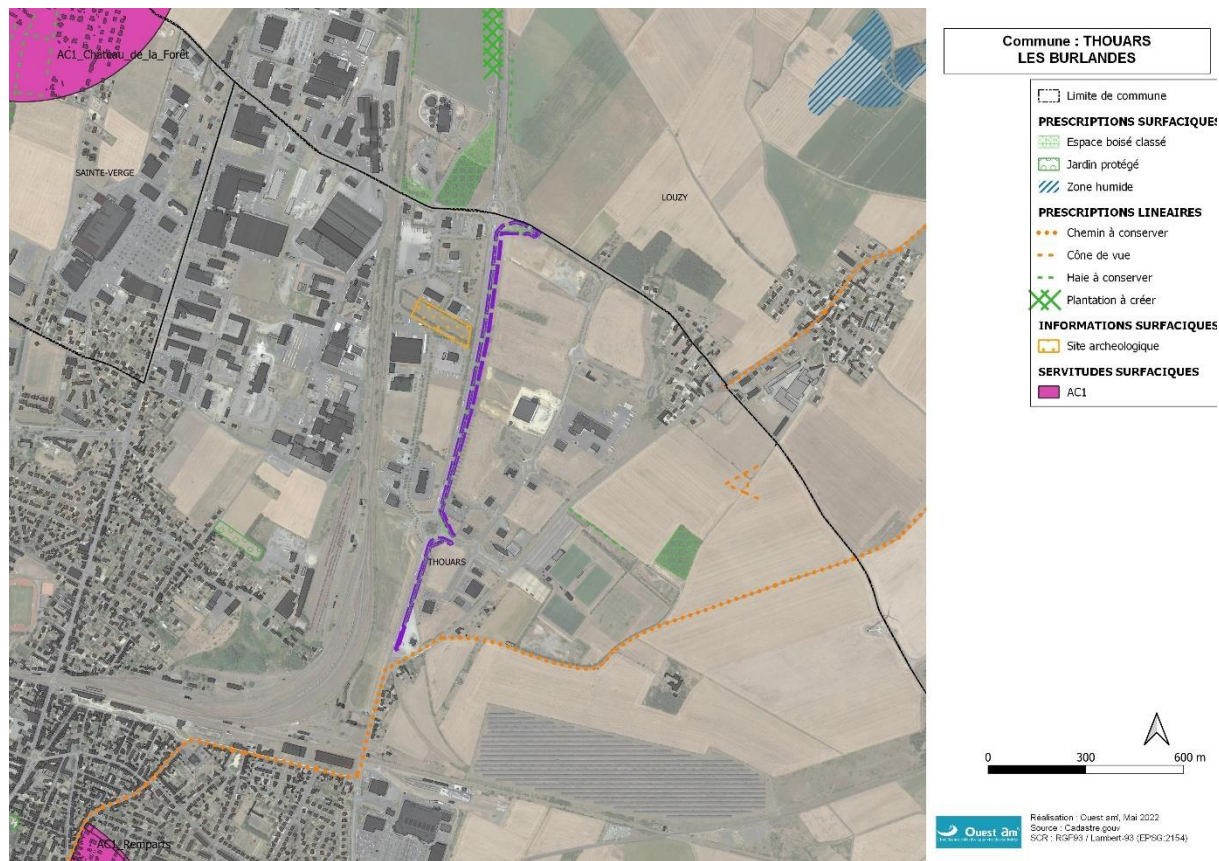 AC1_Château_de_la_Forêt
SAINTE-VERGE
LOUZY
THOUARS
AC1_Remparts
Commune : THOUARS
LES BURLANDES
Limite de commune
PRESCRIPTIONS SURFACIQUES
Espace boisé classé
Jardin protégé
Zone humide
PRESCRIPTIONS LINEAIRES
Chemin à conserver
Cône de vue
Haie à conserver
Plantation à créer
INFORMATIONS SURFACIQUES
Site archeologique
SERVITUDES SURFACIQUES
AC1
0 300 600 m
Ouest am'
Réalisation : Ouest am', Mai 2022
Source : Cadastre.gouv
SCR : RGF93 / Lambert-93 (EPSG:2154)